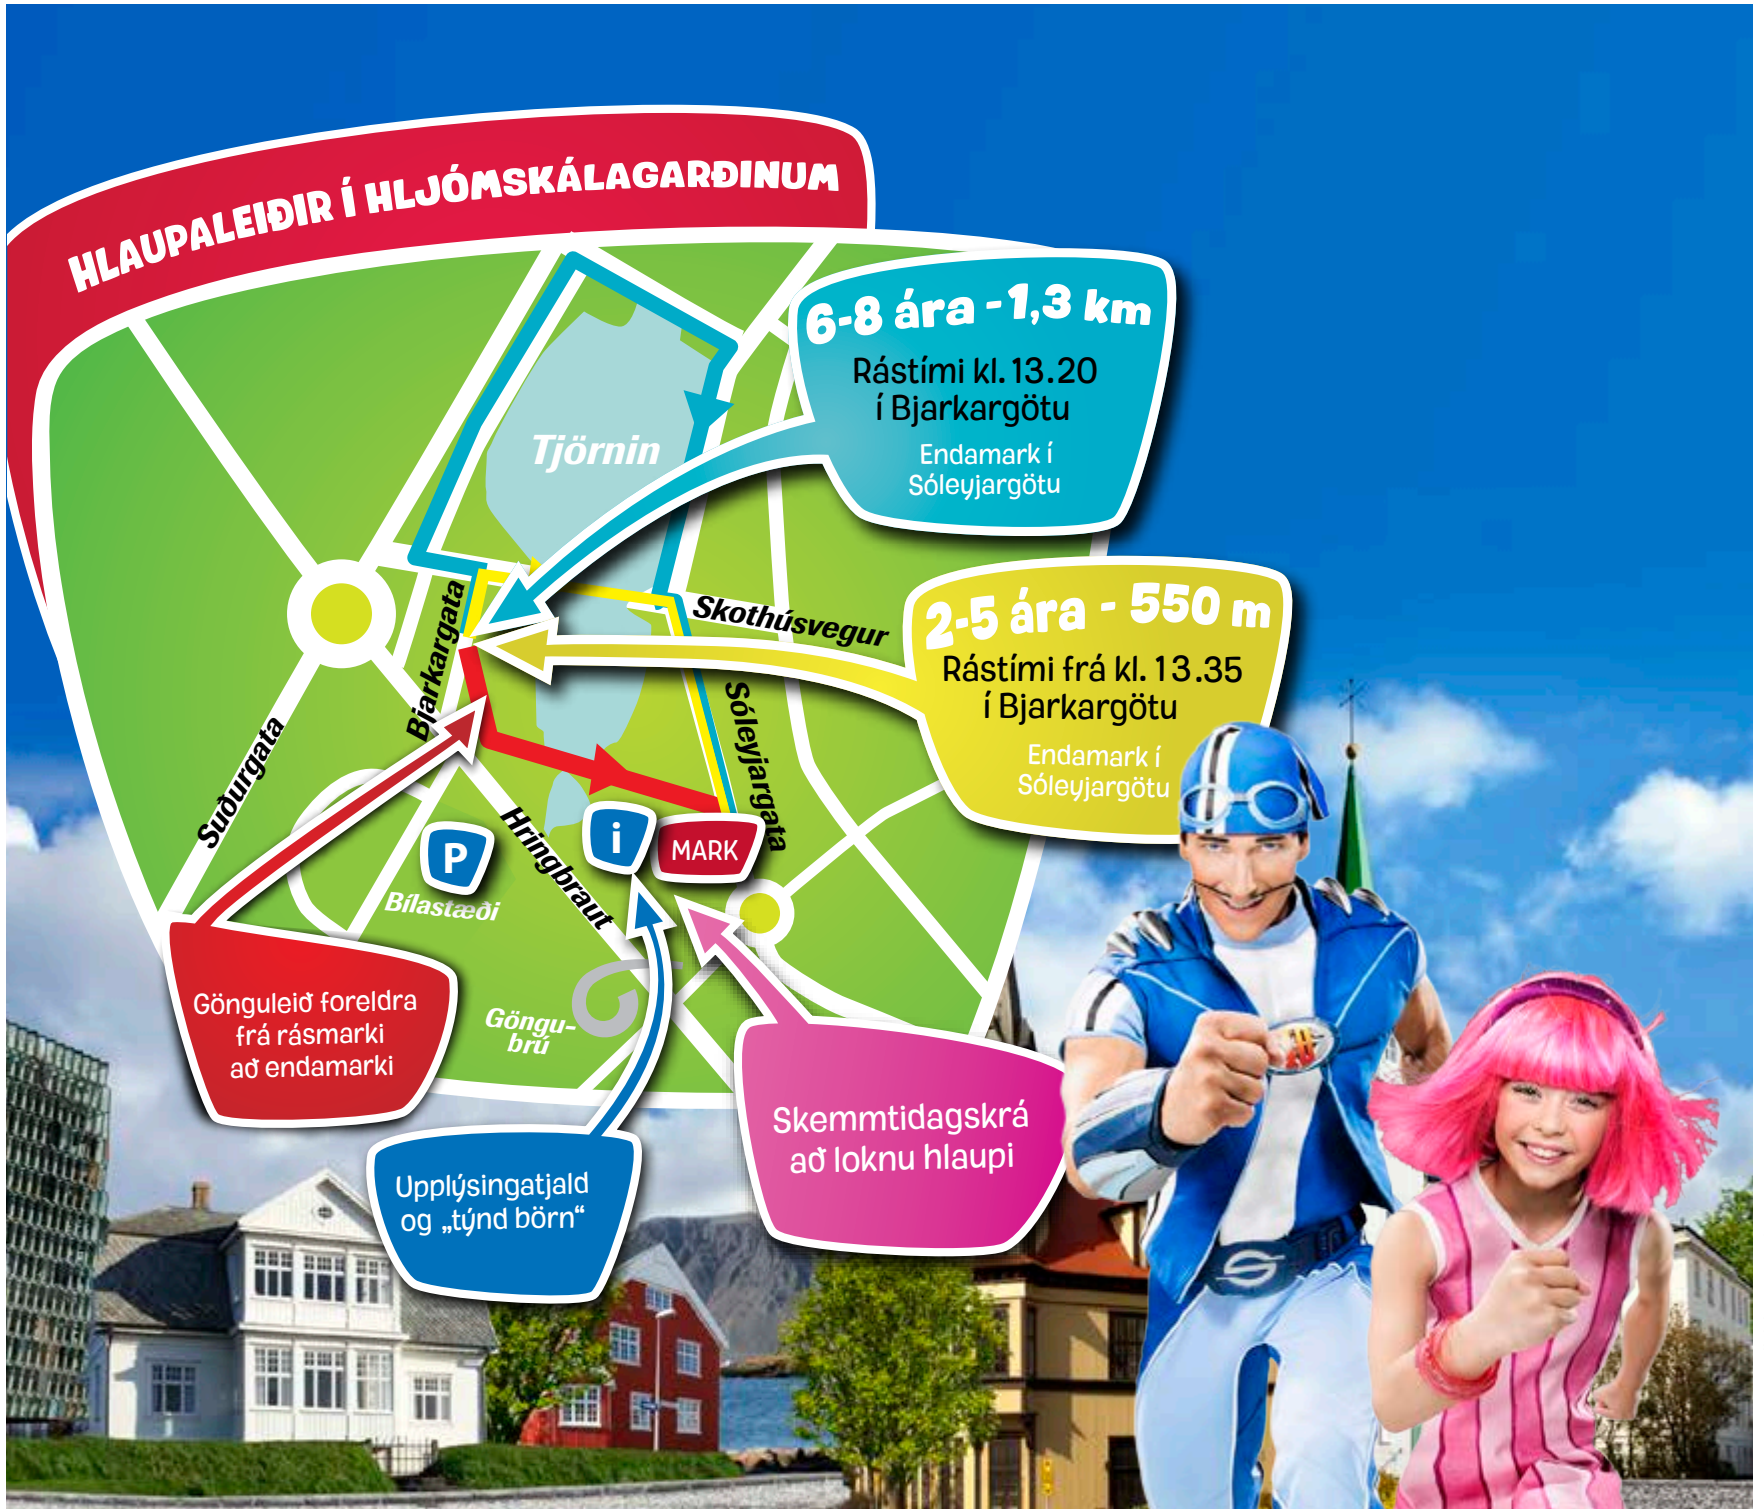 HLAUPALEIÐIR Í HLJÓMSKÁLAGARÐINUM
6-8 ára - 1,3 km
Rástími kl. 13.20
í Bjarkargötu
Endamark í
Sóleyjargötu
Tjörnin
2-5 ára - 550 m
Rástími frá kl. 13.35
í Bjarkargötu
Endamark í
Sóleyjargötu
Skothúsvegur
Bjarkargata
Sóleyjargata
Suðurgata
Hringbraut
P
Bílastæði
i
MARK
Gönguleið foreldra
frá rásmarki
að endamarki
Göngu-
brú
Skemmtidagskrá
að loknu hlaupi
Upplýsingatjald
og „týnd börn“